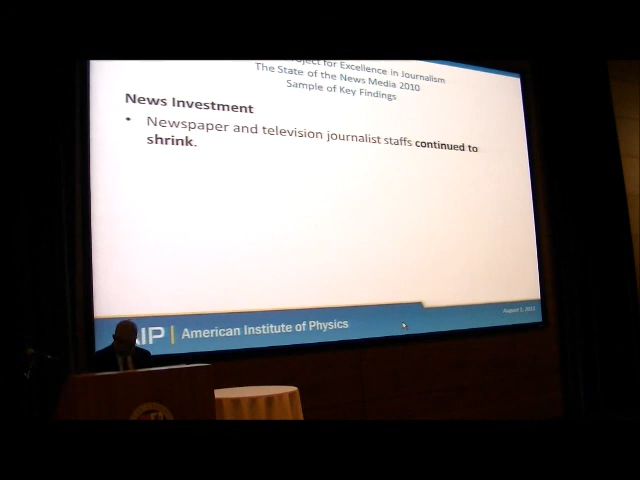 for Excellence in Journalism
The State of the News Media 2010
Sample of Key Findings
News Investment
• Newspaper and television journalist staffs continued to
shrink.
AIP | American Institute of Physics